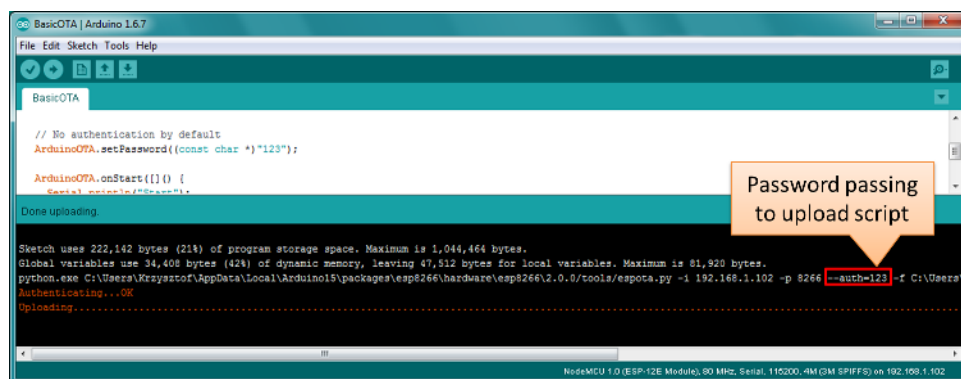 BasicOTA | Arduino 1.6.7
File Edit Sketch Tools Help
BasicOTA
// No authentication by default
ArduinoOTA.setPassword((const char *)"123");
ArduinoOTA.onStart([]() {
Serial.println("Start");
Password passing
to upload script
Done uploading.
Sketch uses 222,142 bytes (21%) of program storage space. Maximum is 1,044,464 bytes.
Global variables use 34,408 bytes (42%) of dynamic memory, leaving 47,512 bytes for local variables. Maximum is 81,920 bytes.
python.exe C:\Users\Krzysztof\AppData\Local\Arduino15\packages\esp8266\hardware\esp8266\2.0.0/tools/espota.py -i 192.168.1.102 -p 8266 --auth=123 -f C:\Users\
Authenticating...OK
Uploading................................................................................
NodeMCU 1.0 (ESP-12E Module), 80 MHz, Serial, 115200, 4M (3M SPIFFS) on 192.168.1.102